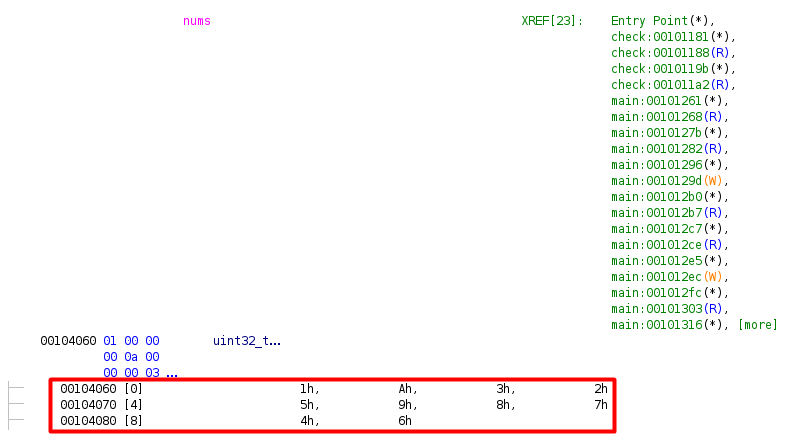 nums XREF[23]: Entry Point(*),
check:00101181(*),
check:00101188(R),
check:0010119b(*),
check:001011a2(R),
main:00101261(*),
main:00101268(R),
main:0010127b(*),
main:00101282(R),
main:00101296(*),
main:0010129d(W),
main:001012b0(*),
main:001012b7(R),
main:001012c7(*),
main:001012ce(R),
main:001012e5(*),
main:001012ec(W),
main:001012fc(*),
main:00101303(R),
main:00101316(*), [more]
00104060 01 00 00 uint32_t...
00 0a 00
00 00 03 ...
00104060 [0] 1h, Ah, 3h, 2h
00104070 [4] 5h, 9h, 8h, 7h
00104080 [8] 4h, 6h